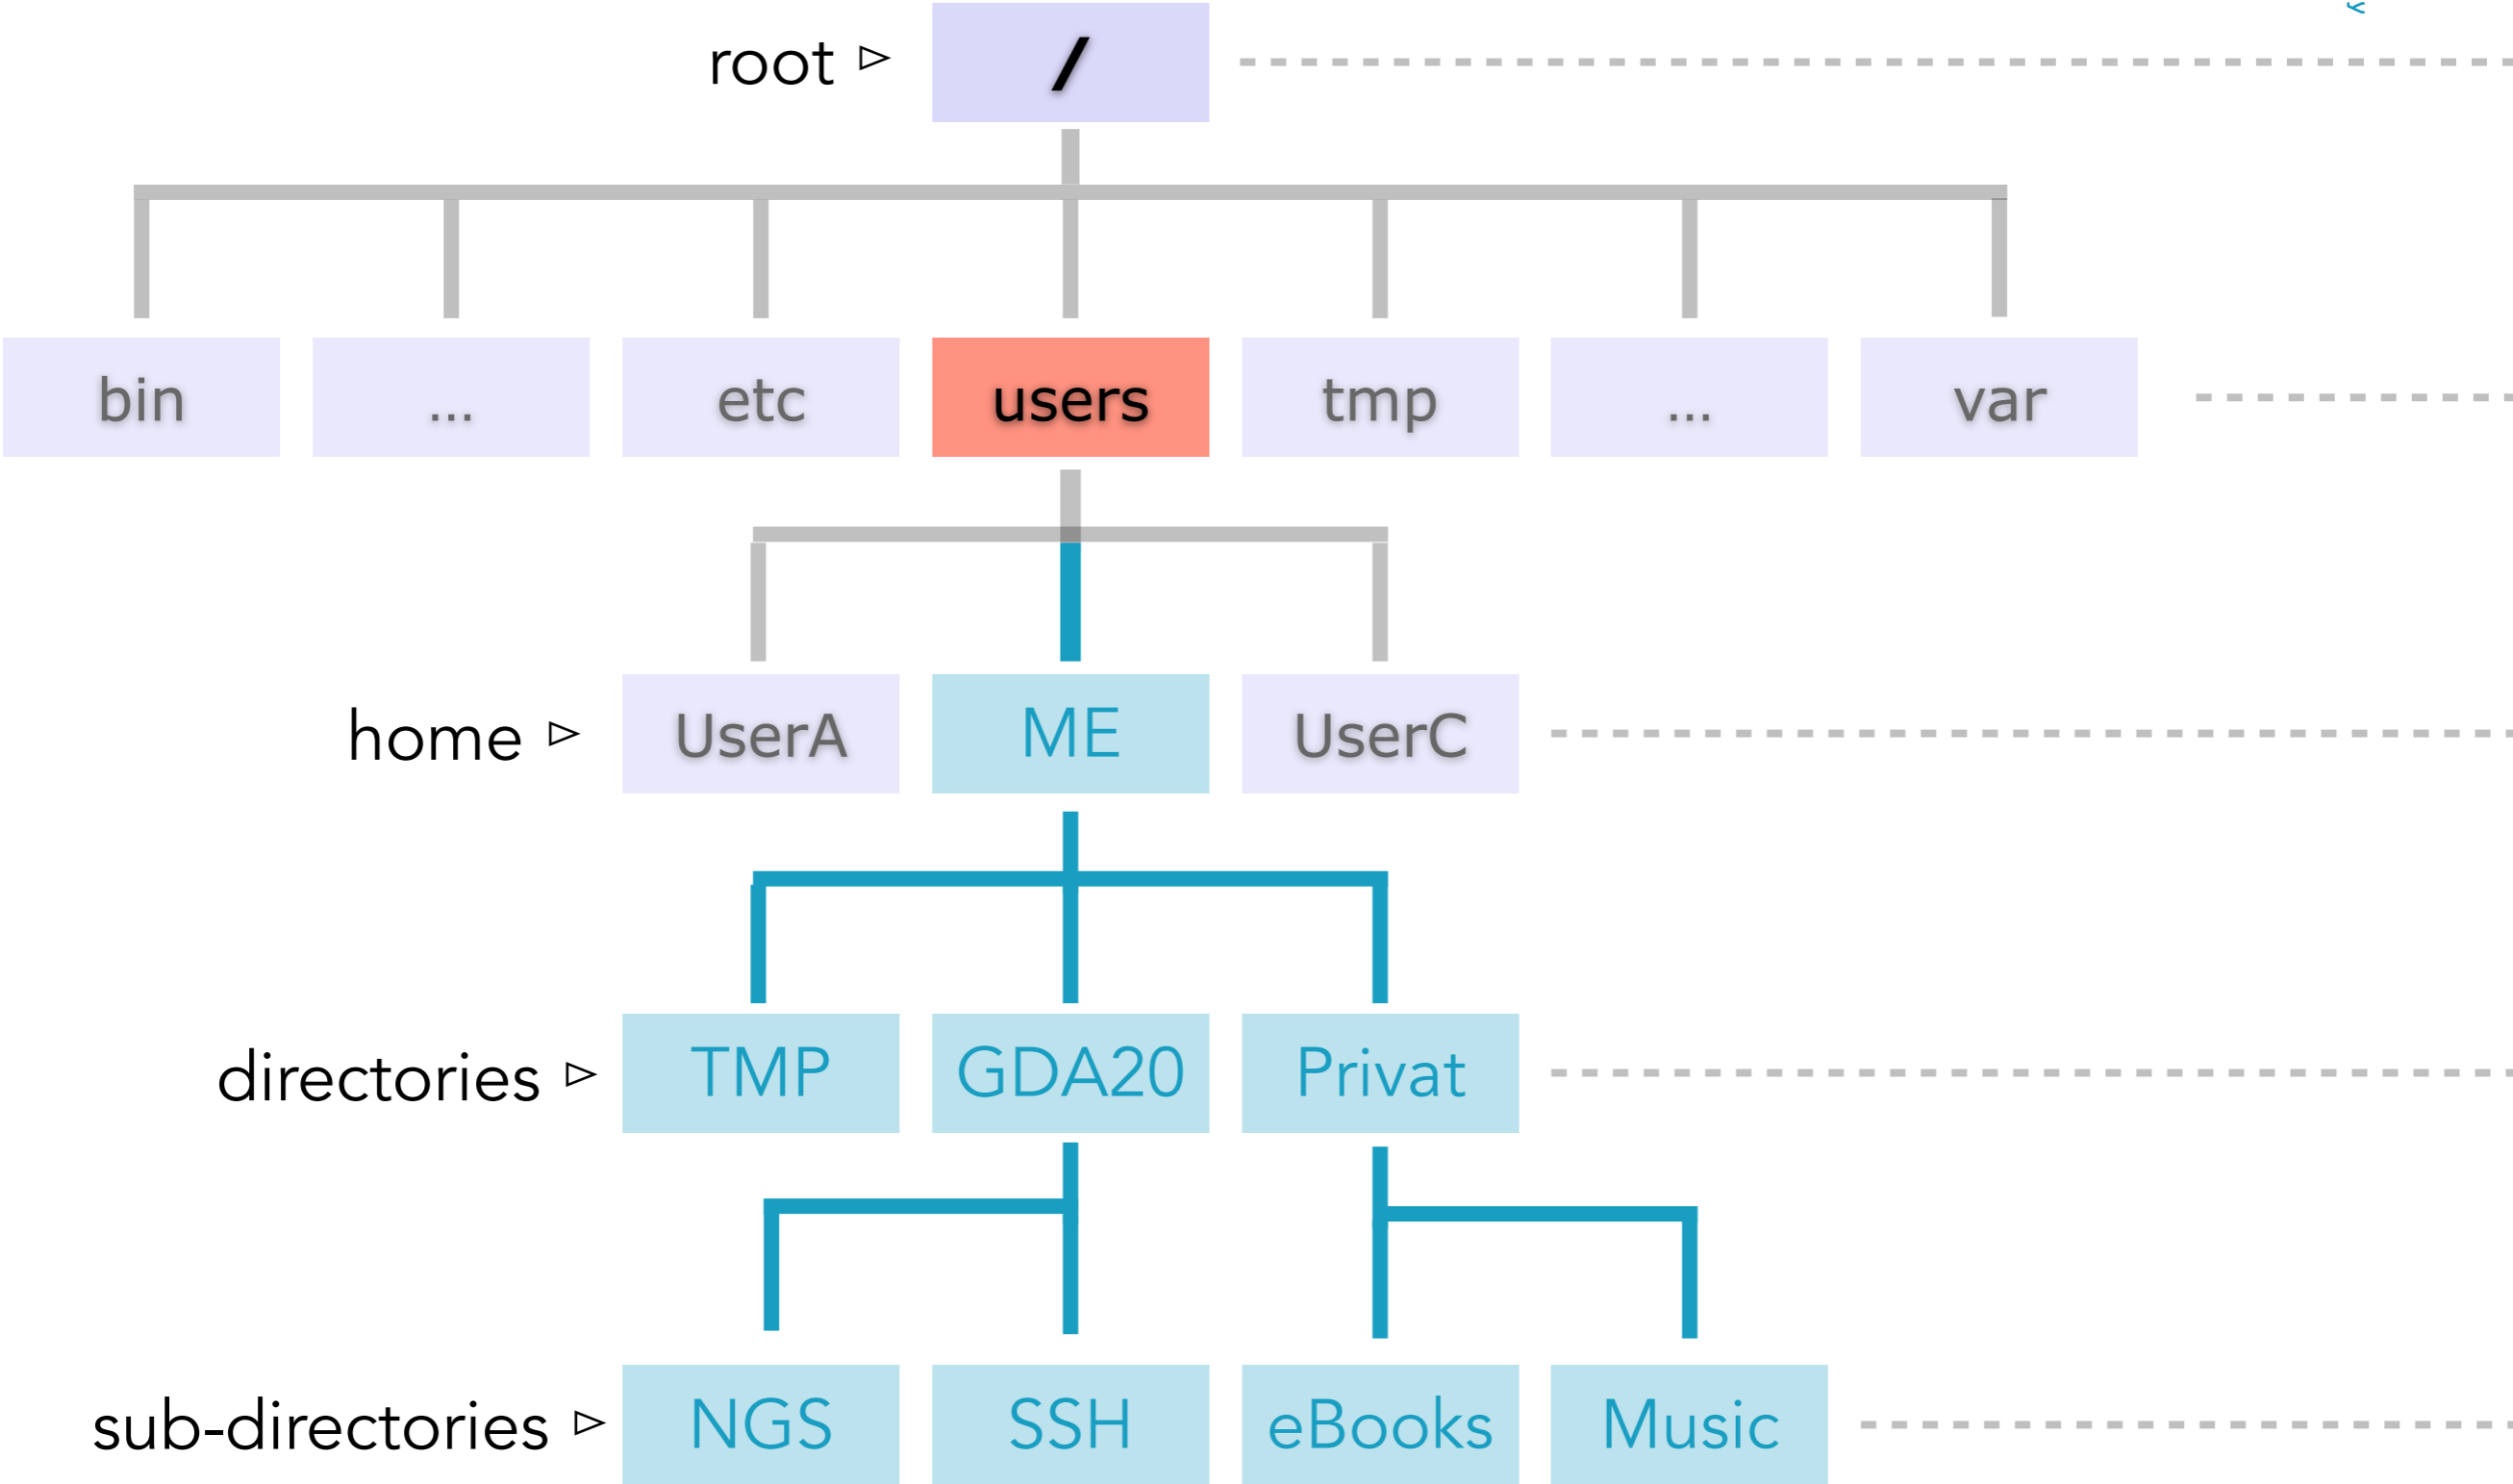 root ▻ /
bin ... etc users tmp ... var
home ▻ UserA ME UserC
directories ▻ TMP GDA20 Privat
sub-directories ▻ NGS SSH eBooks Music